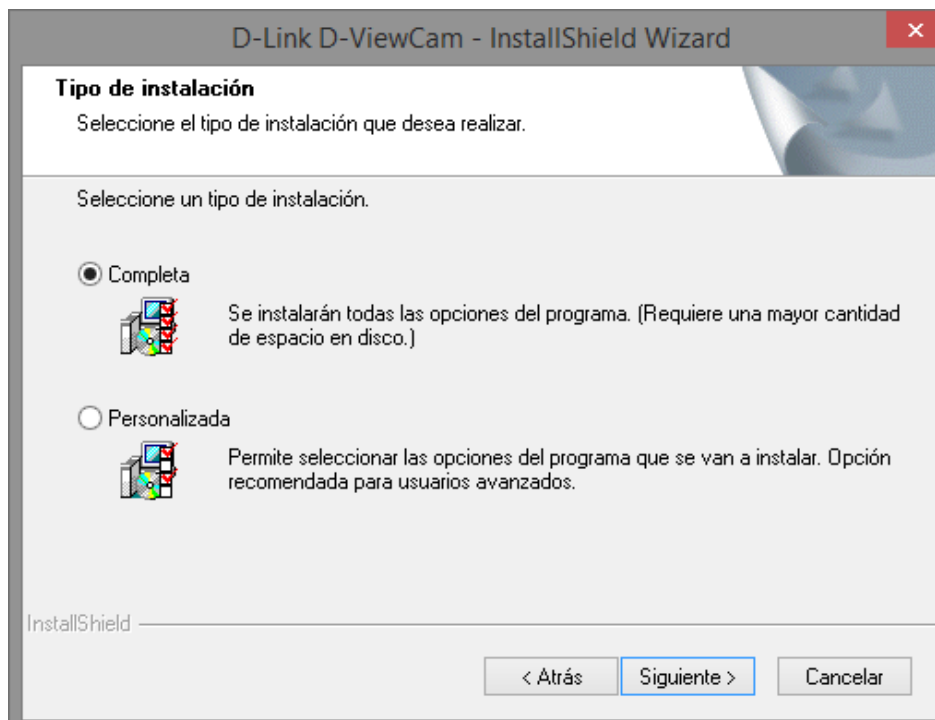 D-Link D-ViewCam - InstallShield Wizard
Tipo de instalación
Seleccione el tipo de instalación que desea realizar.
Seleccione un tipo de instalación.
Completa
Se instalarán todas las opciones del programa. (Requiere una mayor cantidad
de espacio en disco.)
Personalizada
Permite seleccionar las opciones del programa que se van a instalar. Opción
recomendada para usuarios avanzados.
InstallShield
< Atrás
Siguiente >
Cancelar